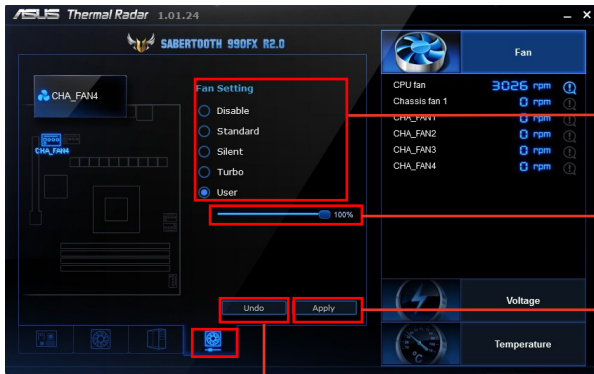 ASUS Thermal Radar 1.01.24
SABERTOOTH 990FX R2.0
CHA_FAN4
CHA_FAN4
Fan Setting
Disable
Standard
Silent
Turbo
User
100%
Undo
Apply
Fan
CPU fan 3026 rpm
Chassis fan 1 0 rpm
CHA_FAN1 0 rpm
CHA_FAN2 0 rpm
CHA_FAN3 0 rpm
CHA_FAN4 0 rpm
Voltage
Temperature
°C